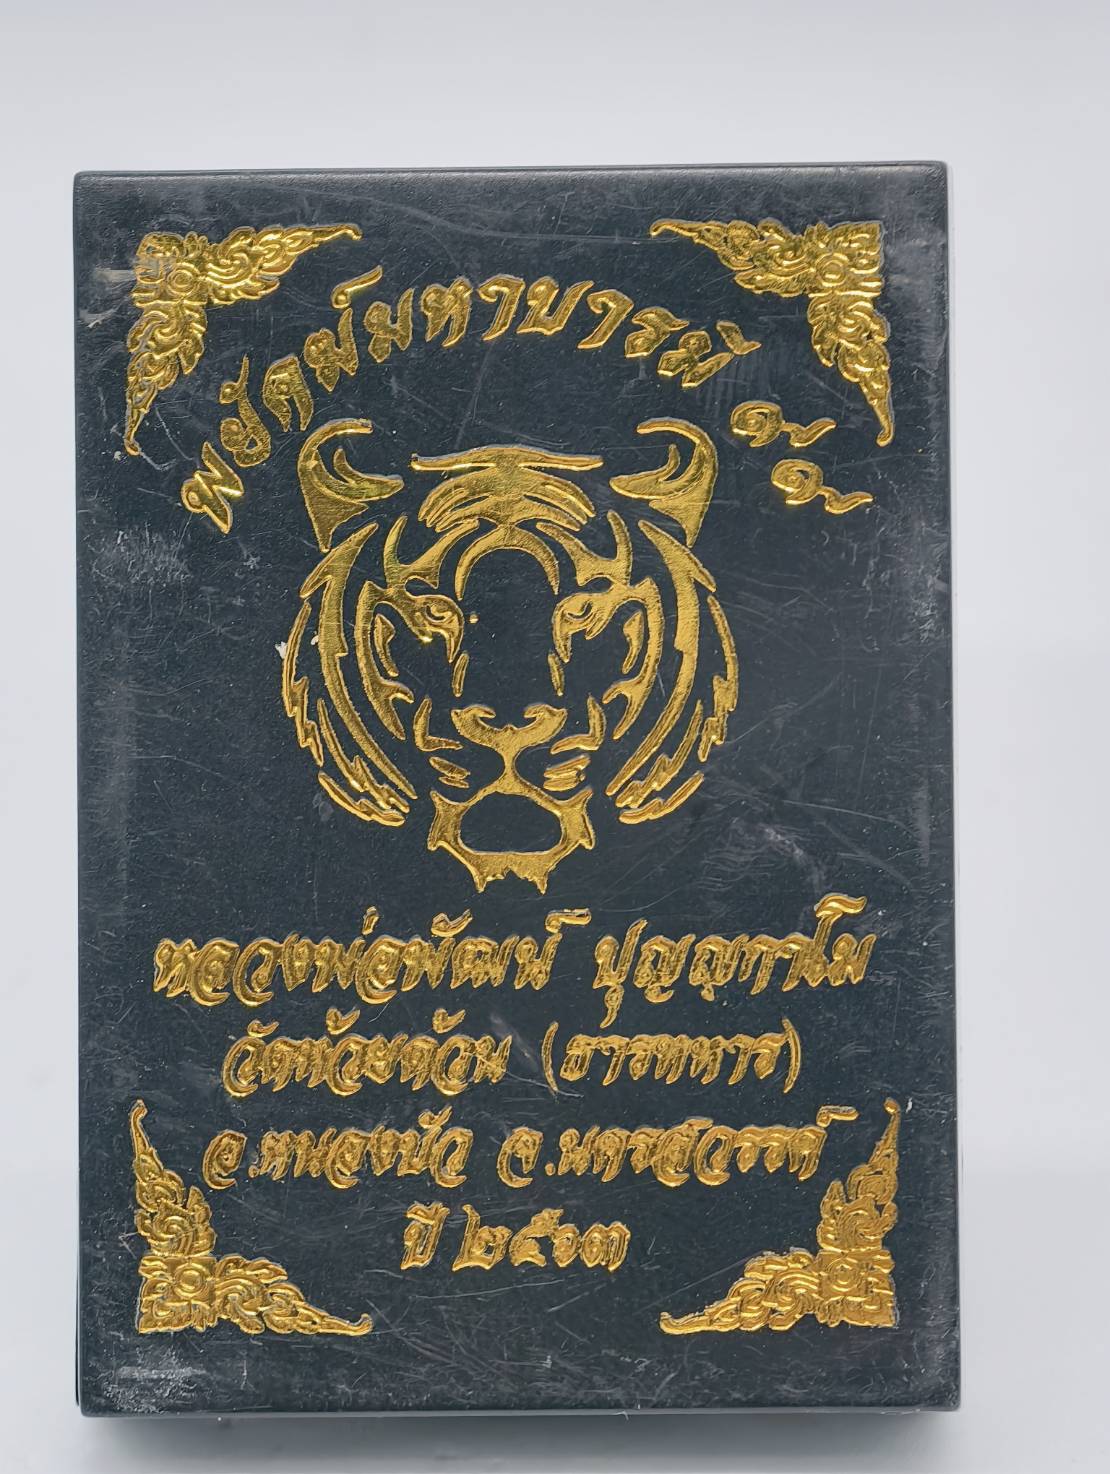 พยัคฆ์มหาบารมี ๑๙
๑๙
หลวงพ่อพัฒน์ ปุญญกาโม
วัดห้วยด้วน (ธารทหาร)
อ.หนองบัว จ.นครสวรรค์
ปี ๒๕๖๓